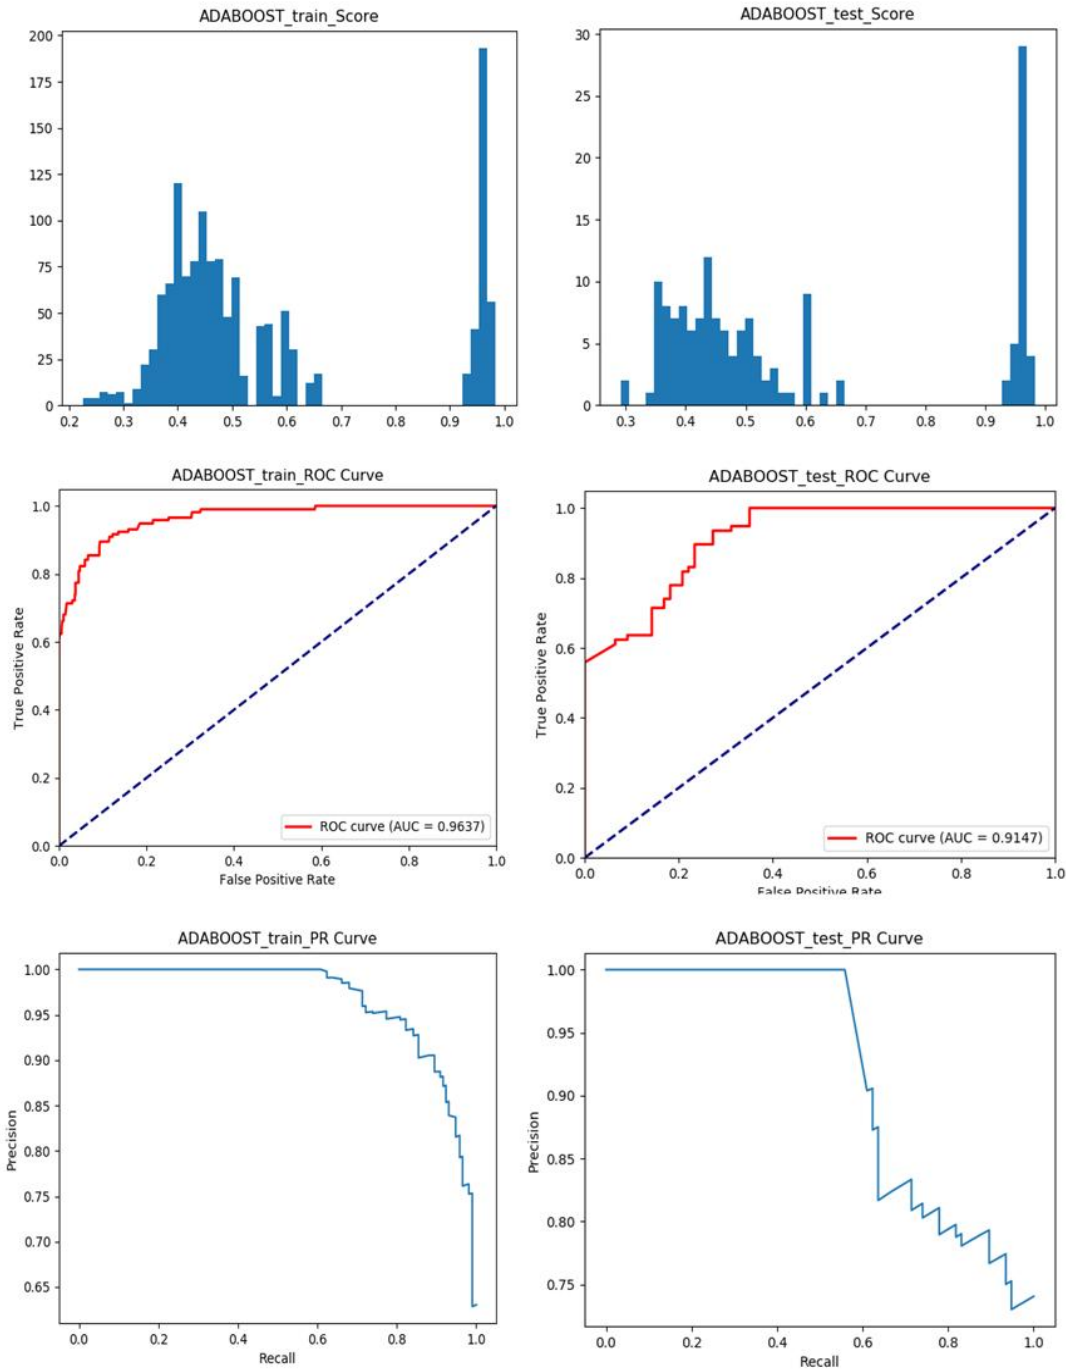 ADABOOST_train_Score
200
175
150
125
100
75
50
25
0
0.2 0.3 0.4 0.5 0.6 0.7 0.8 0.9 1.0
ADABOOST_test_Score
30
25
20
15
10
5
0
0.3 0.4 0.5 0.6 0.7 0.8 0.9 1.0
ADABOOST_train_ROC Curve
True Positive Rate
1.0
0.8
0.6
0.4
0.2
0.0
ROC curve (AUC = 0.9637)
0.0 0.2 0.4 0.6 0.8 1.0
False Positive Rate
ADABOOST_test_ROC Curve
True Positive Rate
1.0
0.8
0.6
0.4
0.2
0.0
ROC curve (AUC = 0.9147)
0.0 0.2 0.4 0.6 0.8 1.0
False Positive Rate
ADABOOST_train_PR Curve
Precision
1.00
0.95
0.90
0.85
0.80
0.75
0.70
0.65
0.0 0.2 0.4 0.6 0.8 1.0
Recall
ADABOOST_test_PR Curve
Precision
1.00
0.95
0.90
0.85
0.80
0.75
0.0 0.2 0.4 0.6 0.8 1.0
Recall